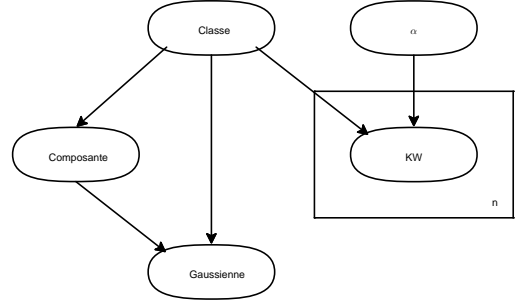 Classe
α
Composante
KW
n
Gaussienne